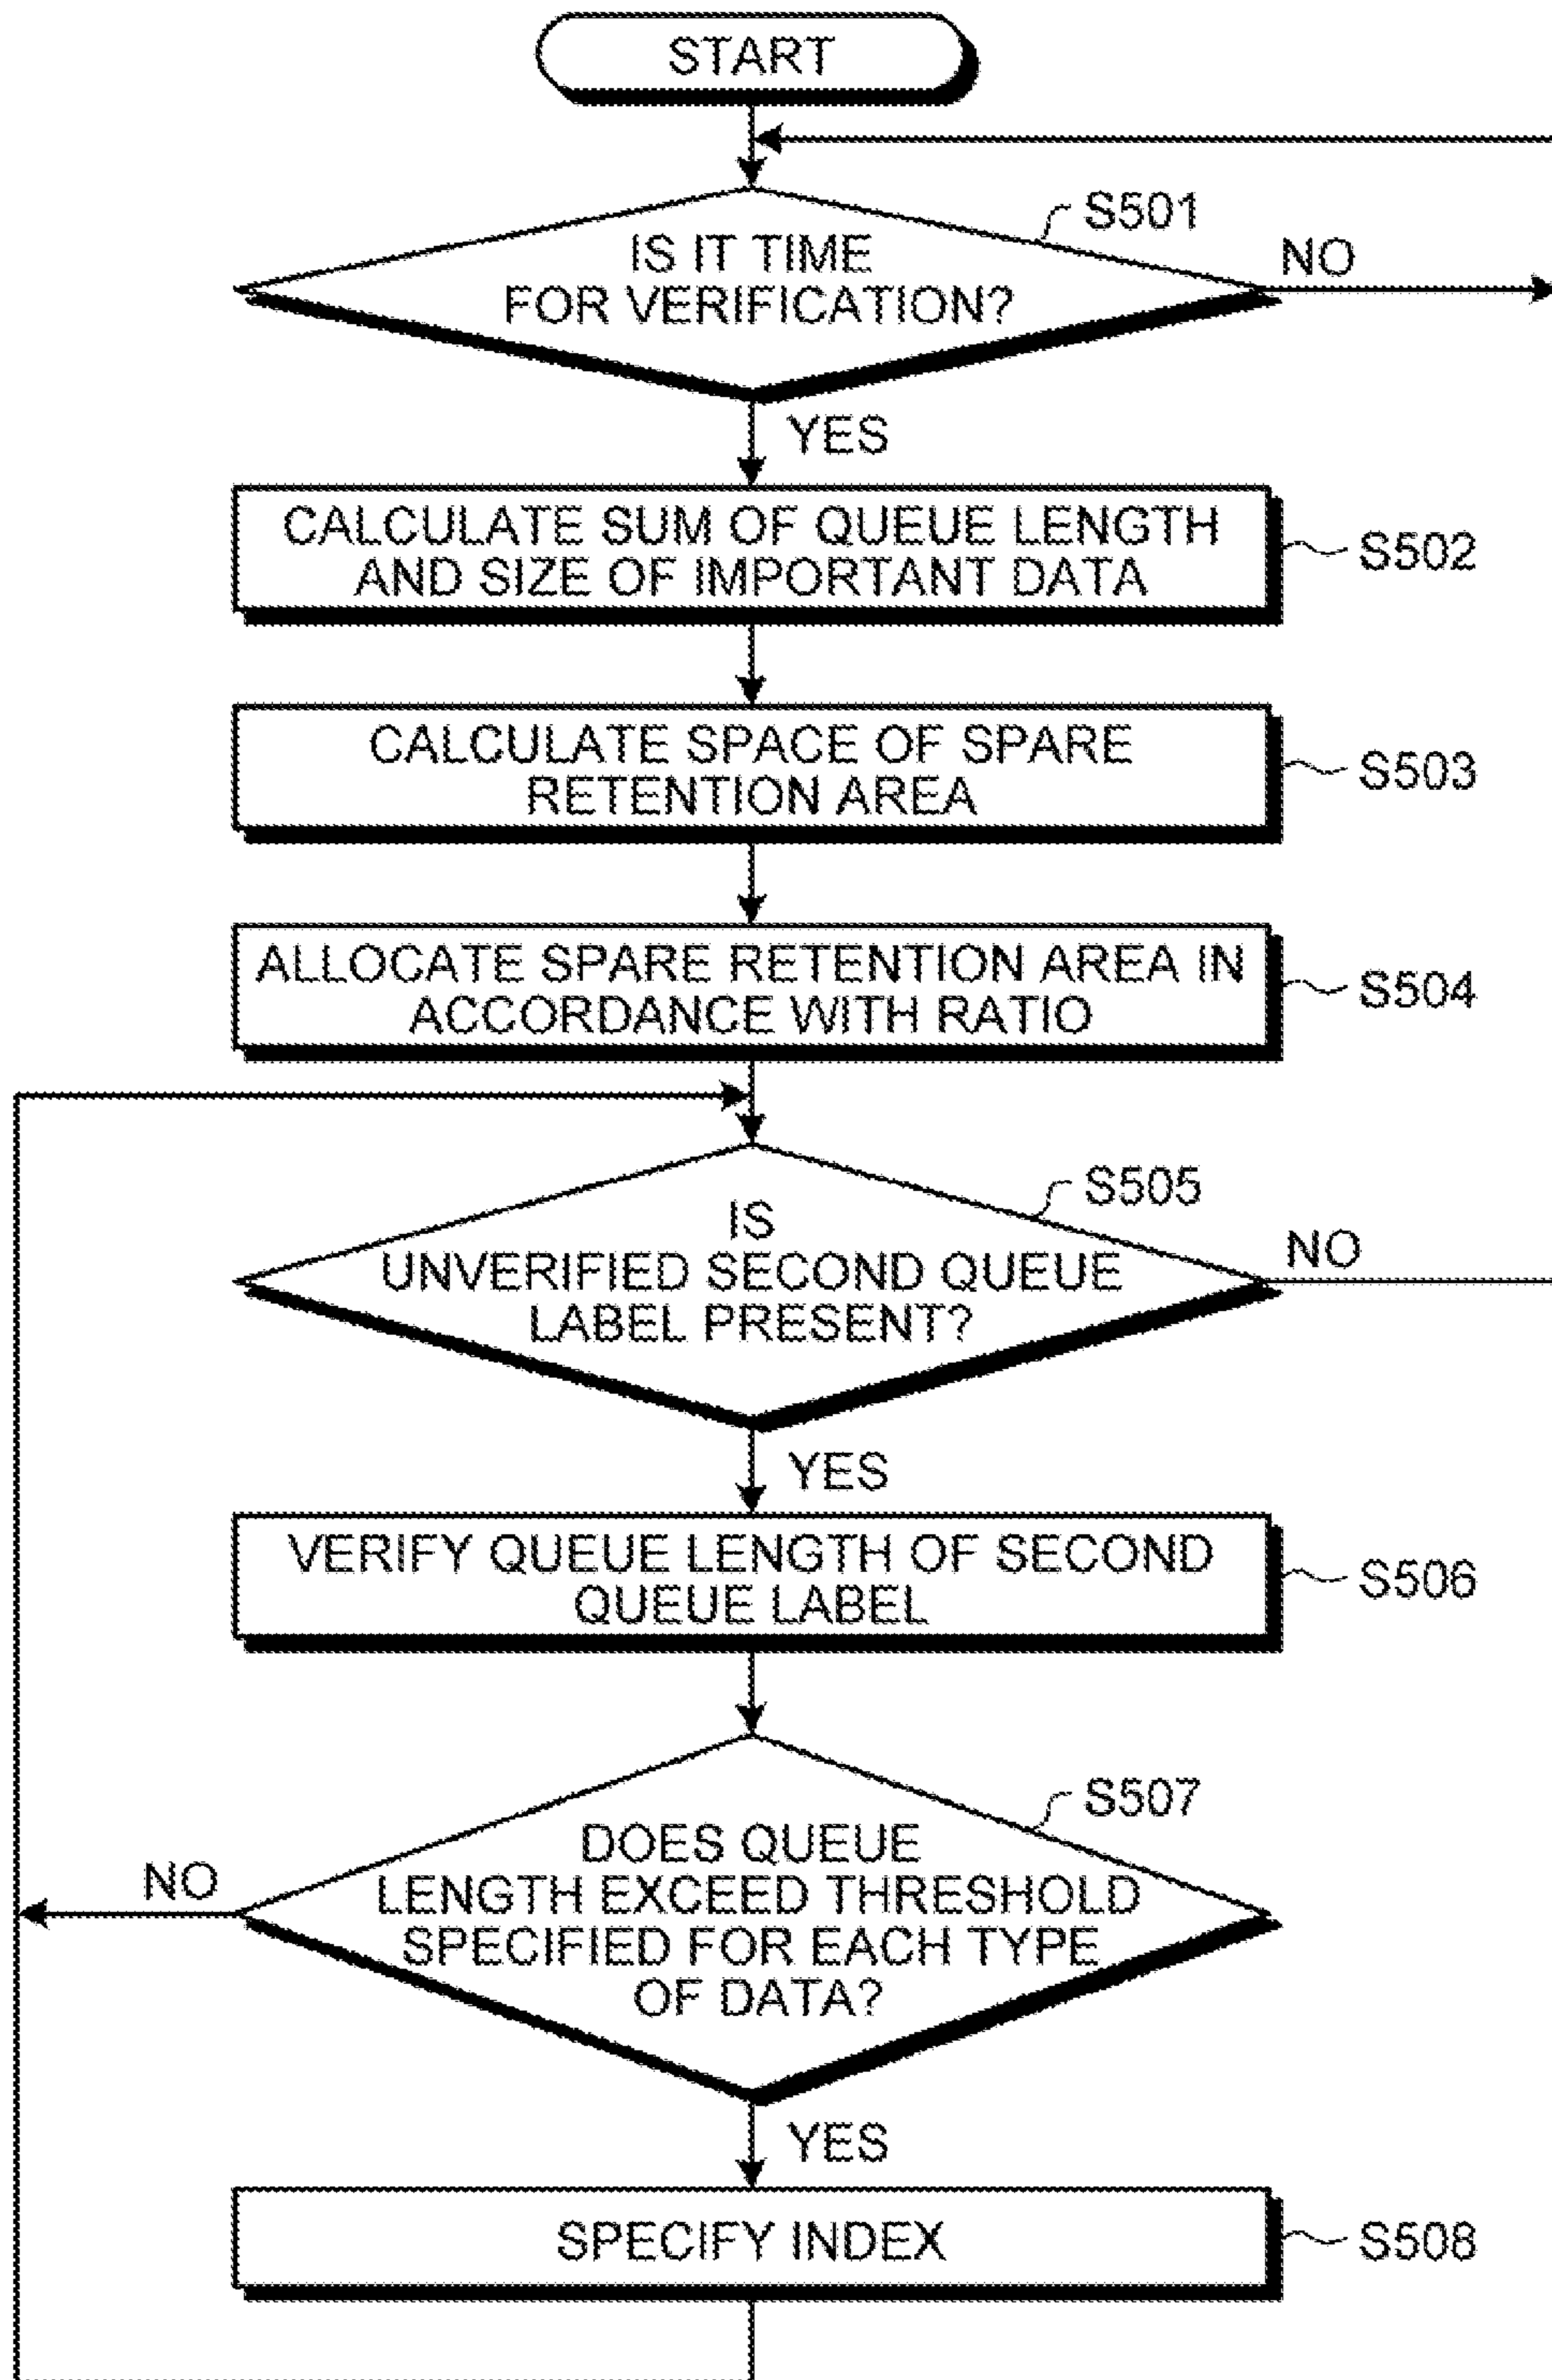 START
S501
IS IT TIME
FOR VERIFICATION?
NO
YES
CALCULATE SUM OF QUEUE LENGTH
AND SIZE OF IMPORTANT DATA
S502
CALCULATE SPACE OF SPARE
RETENTION AREA
S503
ALLOCATE SPARE RETENTION AREA IN
ACCORDANCE WITH RATIO
S504
S505
IS
UNVERIFIED SECOND QUEUE
LABEL PRESENT?
NO
YES
VERIFY QUEUE LENGTH OF SECOND
QUEUE LABEL
S506
S507
DOES QUEUE
LENGTH EXCEED THRESHOLD
SPECIFIED FOR EACH TYPE
OF DATA?
NO
YES
SPECIFY INDEX
S508